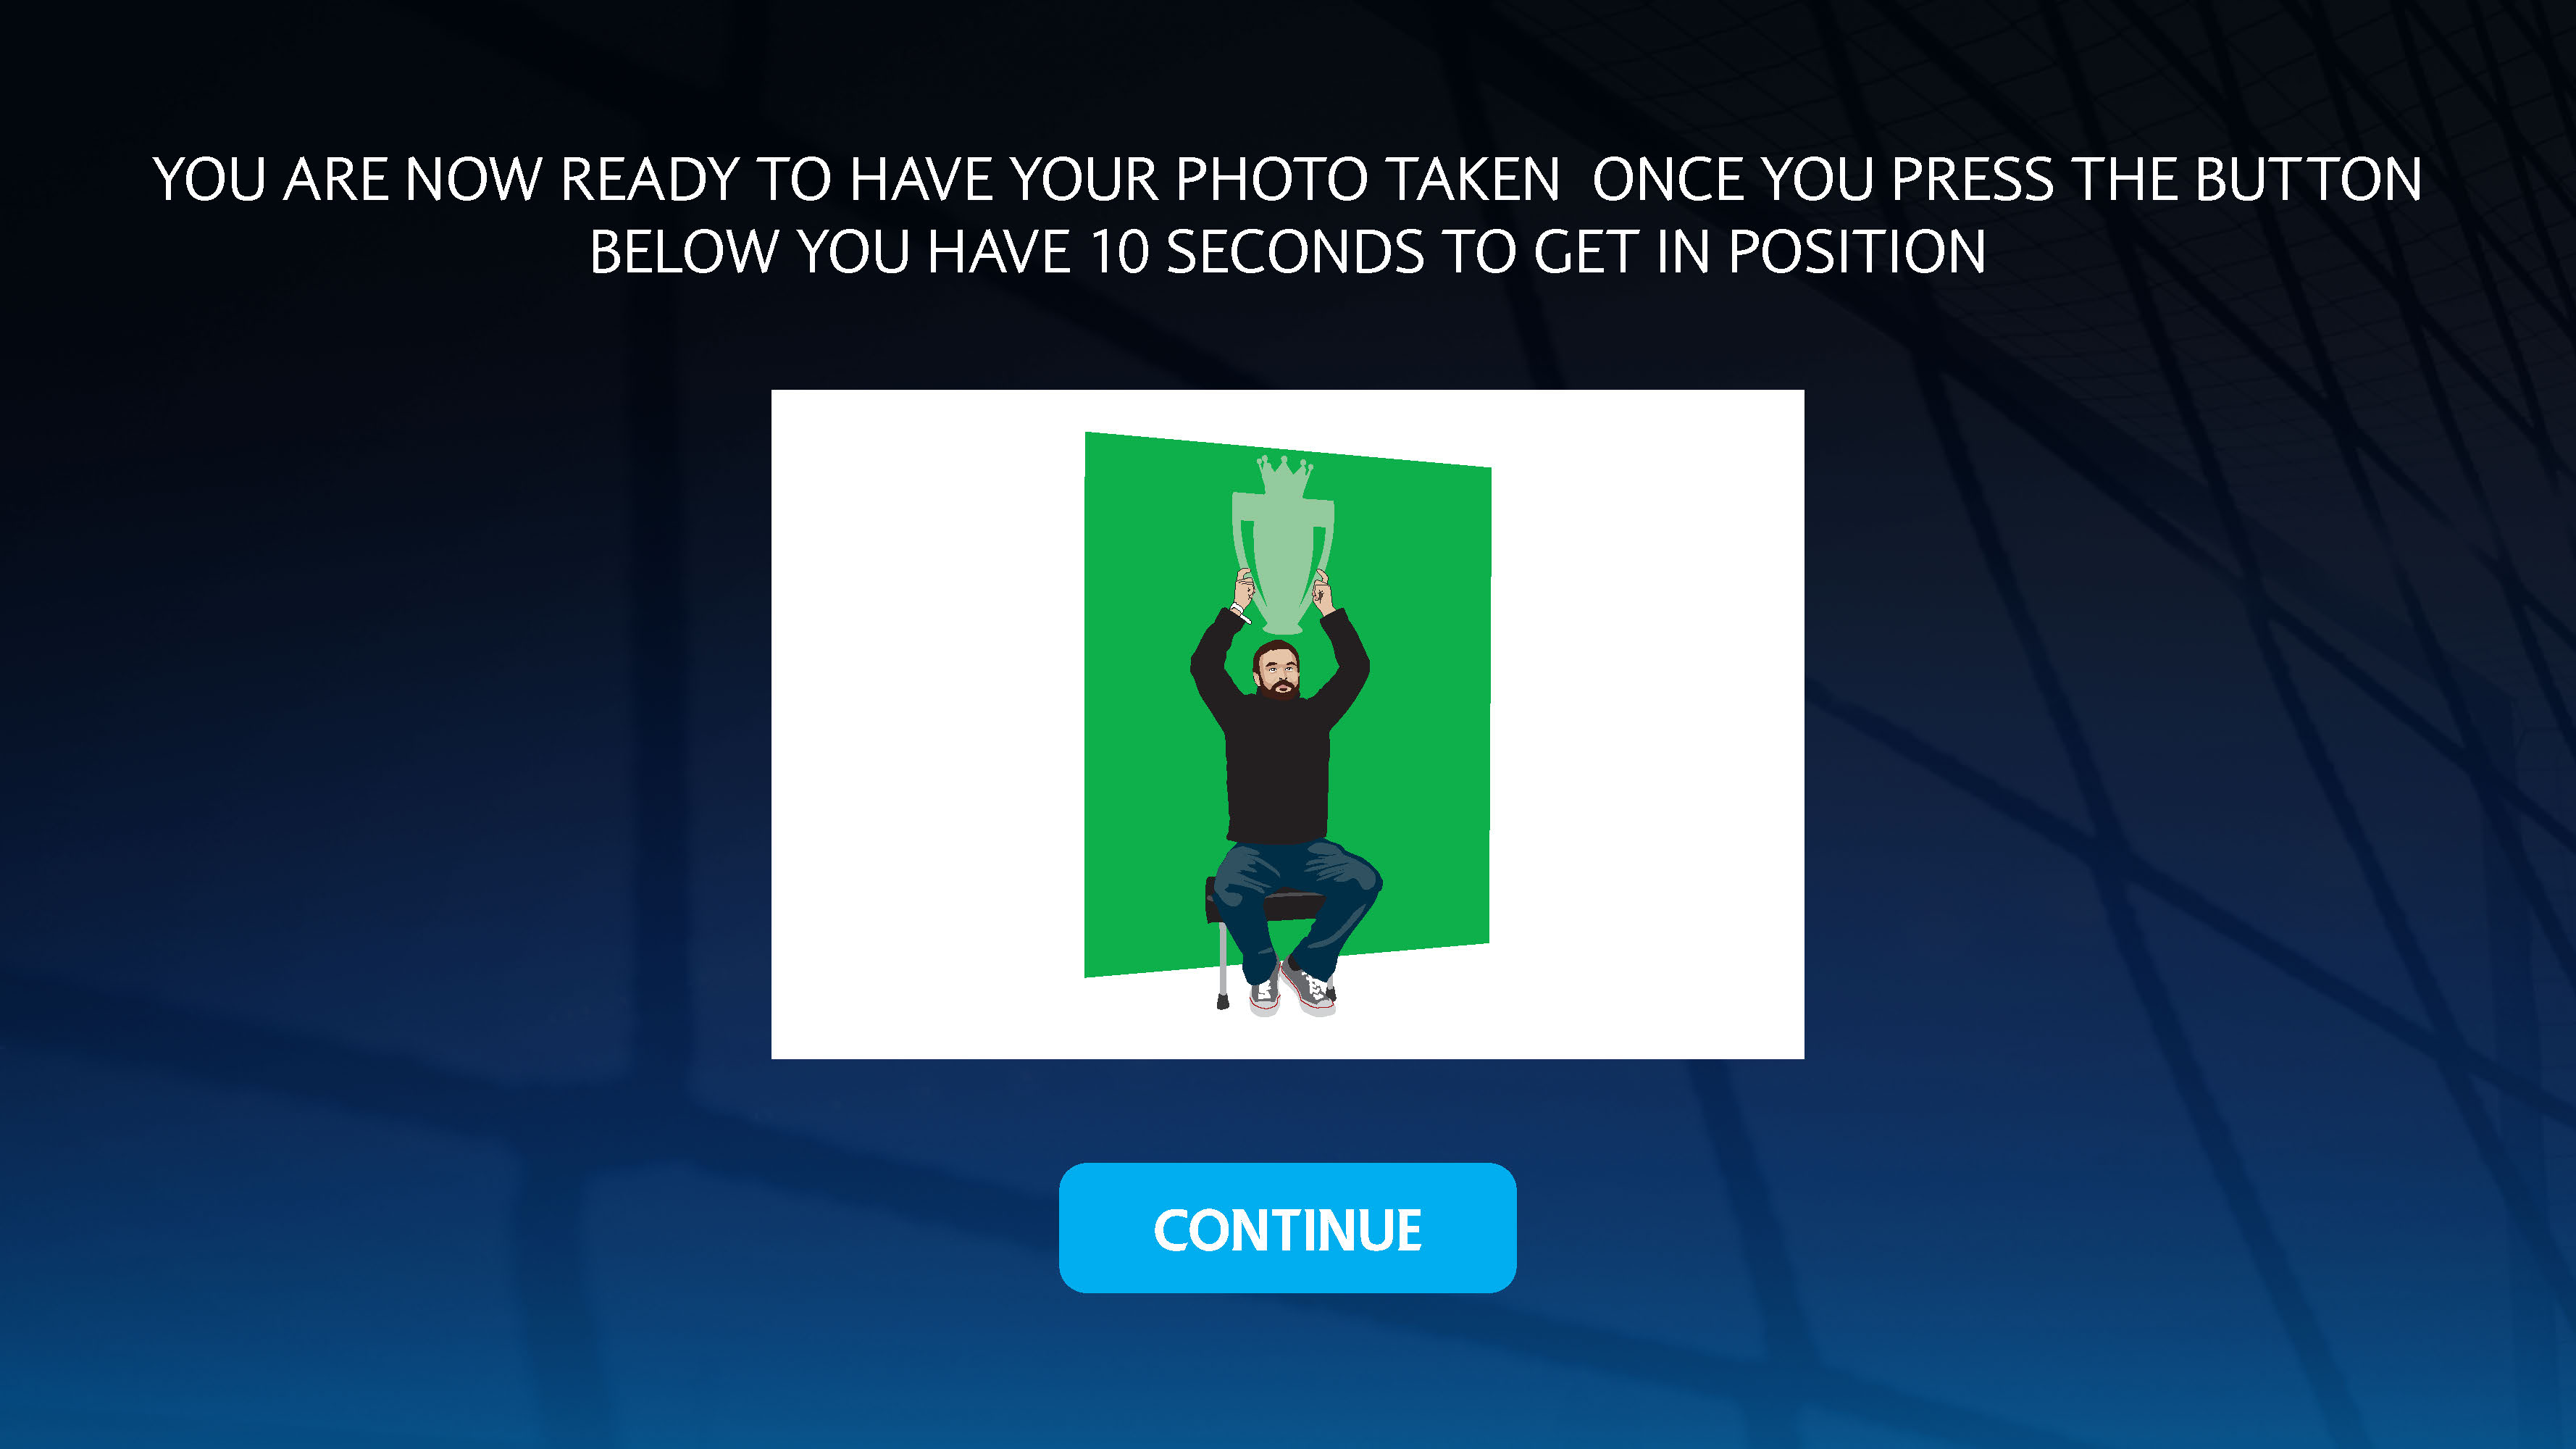 YOU ARE NOW READY TO HAVE YOUR PHOTO TAKEN ONCE YOU PRESS THE BUTTON
BELOW YOU HAVE 10 SECONDS TO GET IN POSITION
CONTINUE